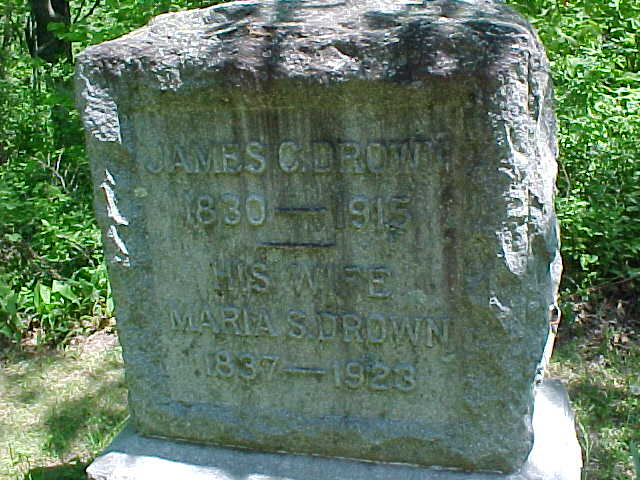 JAMES C. DROWN
1830 — 1915
HIS WIFE
MARIA S. DROWN
1837 — 1923